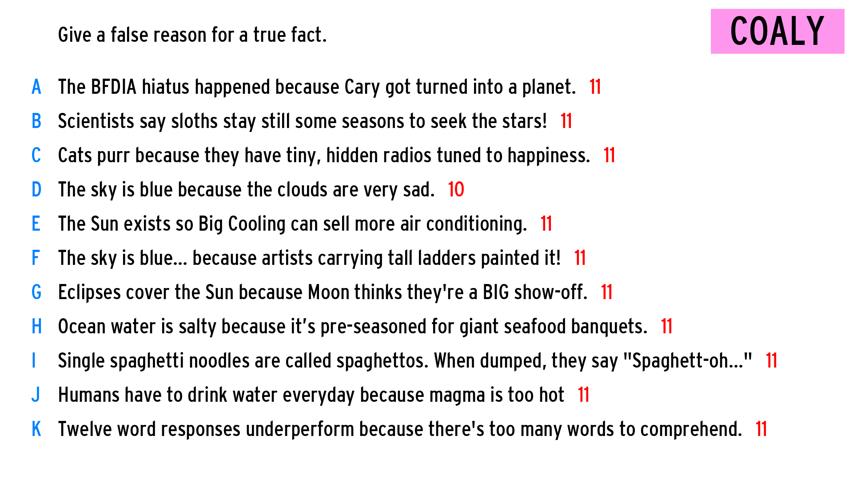 Give a false reason for a true fact.
COALY
A The BFDIA hiatus happened because Cary got turned into a planet. 11
B Scientists say sloths stay still some seasons to seek the stars! 11
C Cats purr because they have tiny, hidden radios tuned to happiness. 11
D The sky is blue because the clouds are very sad. 10
E The Sun exists so Big Cooling can sell more air conditioning. 11
F The sky is blue... because artists carrying tall ladders painted it! 11
G Eclipses cover the Sun because Moon thinks they're a BIG show-off. 11
H Ocean water is salty because it’s pre-seasoned for giant seafood banquets. 11
I Single spaghetti noodles are called spaghettos. When dumped, they say "Spaghett-oh..." 11
J Humans have to drink water everyday because magma is too hot 11
K Twelve word responses underperform because there's too many words to comprehend. 11